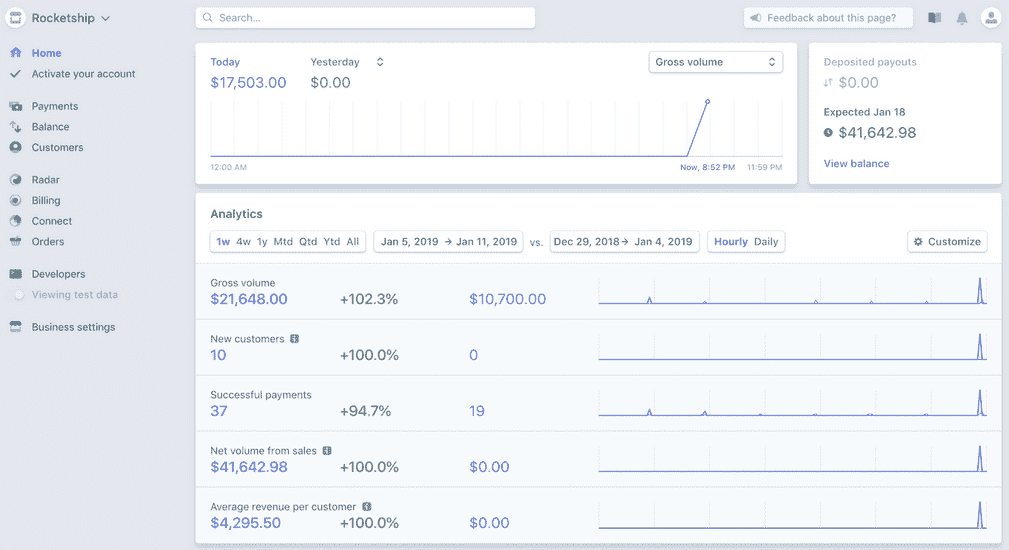 Rocketship
Search...
Feedback about this page?
Home
Activate your account
Payments
Balance
Customers
Radar
Billing
Connect
Orders
Developers
Viewing test data
Business settings
Today
Yesterday
Gross volume
$17,503.00
$0.00
12:00 AM
Now, 8:52 PM
11:59 PM
Deposited payouts
$0.00
Expected Jan 18
$41,642.98
View balance
Analytics
1w 4w 1y Mtd Qtd Ytd All
Jan 5, 2019 → Jan 11, 2019
vs.
Dec 29, 2018 → Jan 4, 2019
Hourly Daily
Customize
Gross volume
$21,648.00
+102.3%
$10,700.00
New customers
10
+100.0%
0
Successful payments
37
+94.7%
19
Net volume from sales
$41,642.98
+100.0%
$0.00
Average revenue per customer
$4,295.50
+100.0%
$0.00